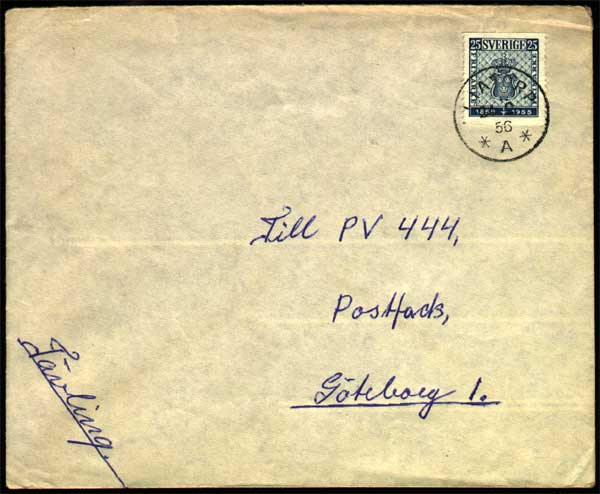 25 SVERIGE 25
1855 1955
56
* A *
Till PV 444,
Postfack,
Göteborg 1.
Tävling.